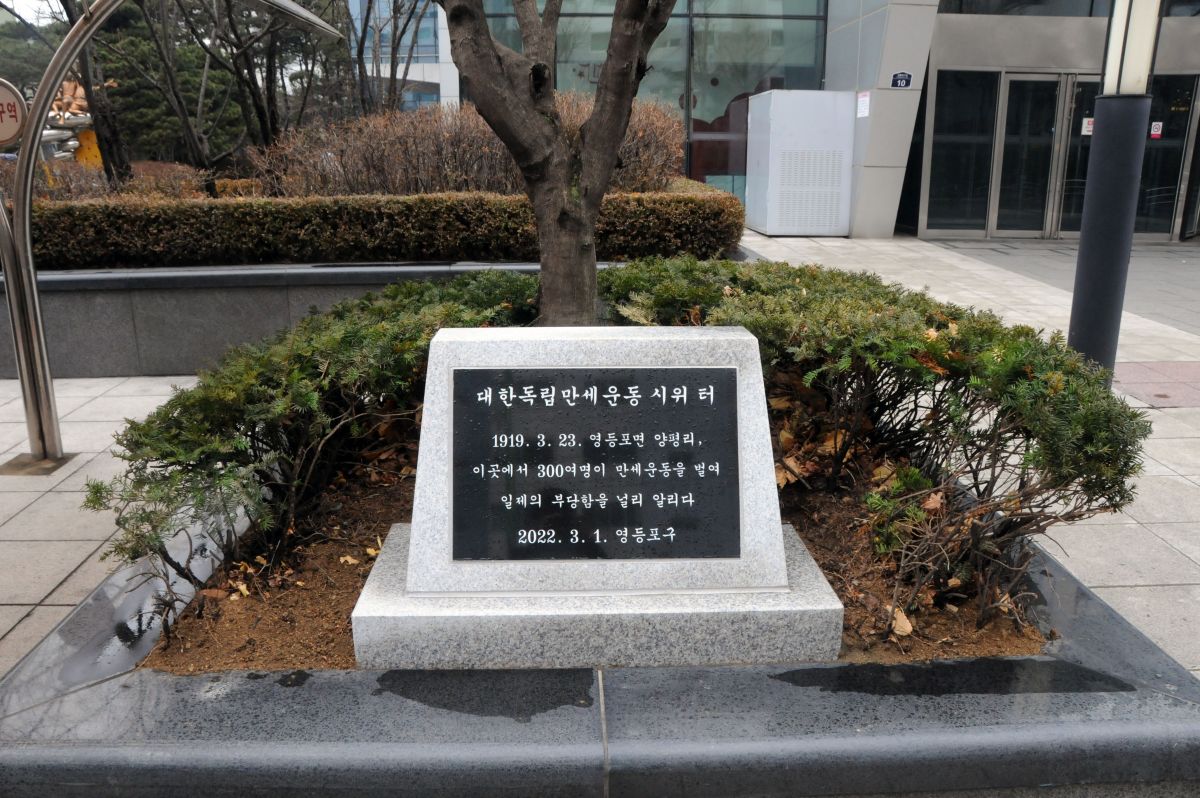 대한독립만세운동 시위 터
1919. 3. 23. 영등포면 양평리,
이곳에서 300여명이 만세운동을 벌여
일제의 부당함을 널리 알리다
2022. 3. 1. 영등포구
10
구역